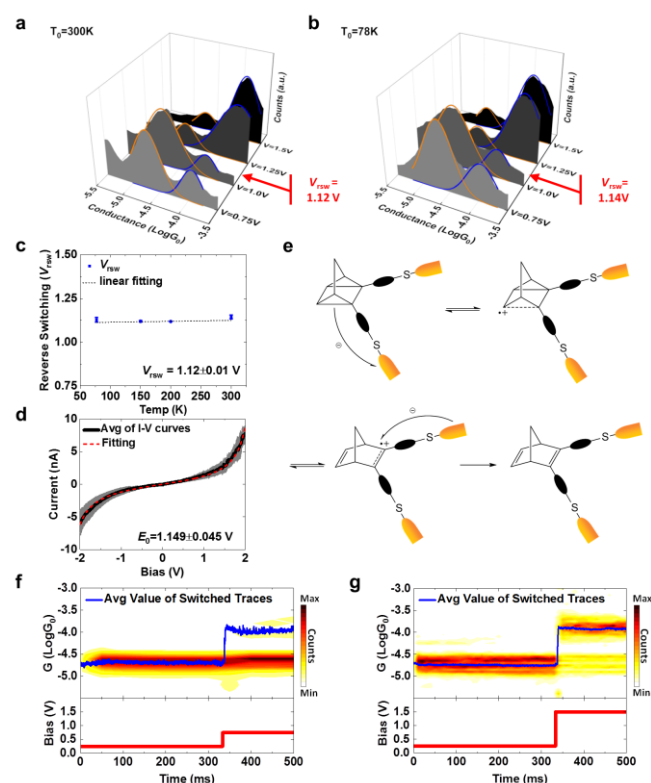 a
T₀=300K
b
T₀=78K
Counts (a.u.)
V=1.5V
V=1.25V
V=1.0V
V=0.75V
-5.5
-5.0
-4.5
-4.0
-3.5
Conductance (LogG₀)
Vrsw =
1.12 V
Counts (a.u.)
V=1.5V
V=1.25V
V=1.0V
V=0.75V
-5.5
-5.0
-4.5
-4.0
-3.5
Conductance (LogG₀)
Vrsw =
1.14V
c
Reverse Switching (Vrsw)
1.50
1.25
1.00
0.75
Vrsw
linear fitting
Vrsw = 1.12±0.01 V
50 100 150 200 250 300
Temp (K)
d
Current (nA)
10
5
0
-5
-10
Avg of I-V curves
Fitting
E₀=1.149±0.045 V
-2 -1 0 1 2
Bias (V)
e
S
S
⊖
S
S
•+
⊖
S
S
•+
S
S
f
G (LogG₀)
-3.0
-3.5
-4.0
-4.5
-5.0
Avg Value of Switched Traces
Max
Counts
Min
Bias (V)
1.5
1.0
0.5
0.0
0 100 200 300 400 500
Time (ms)
g
G (LogG₀)
-3.0
-3.5
-4.0
-4.5
-5.0
Avg Value of Switched Traces
Max
Counts
Min
Bias (V)
1.5
1.0
0.5
0.0
0 100 200 300 400 500
Time (ms)